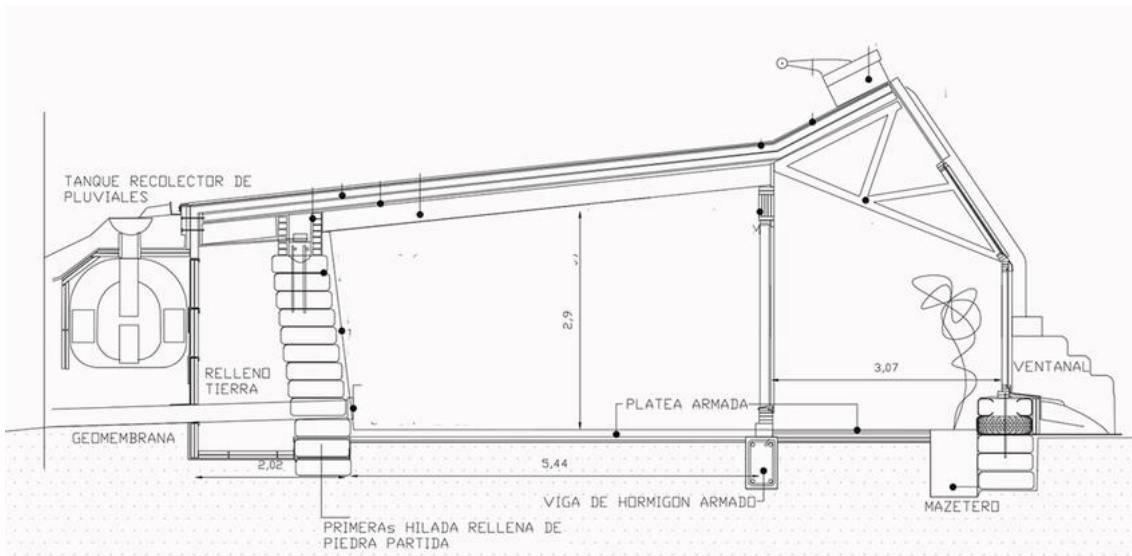 TANQUE RECOLECTOR DE
PLUVIALES
2,9
RELLENO
TIERRA
3,07
VENTANAL
PLATEA ARMADA
GEOMEMBRANA
2,02
5,44
VIGA DE HORMIGON ARMADO
MAZETERO
PRIMERAs HILADA RELLENA DE
PIEDRA PARTIDA